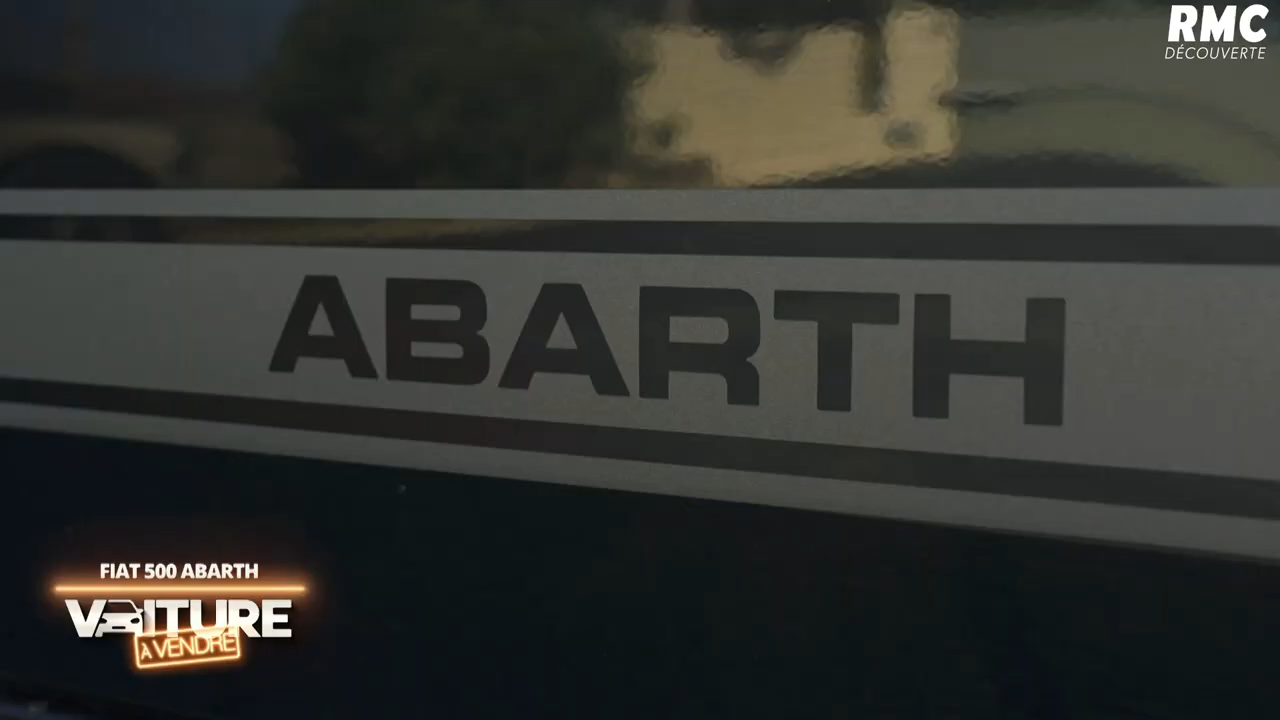 RMC
DÉCOUVERTE
ABARTH
FIAT 500 ABARTH
VOITURE
À VENDRE